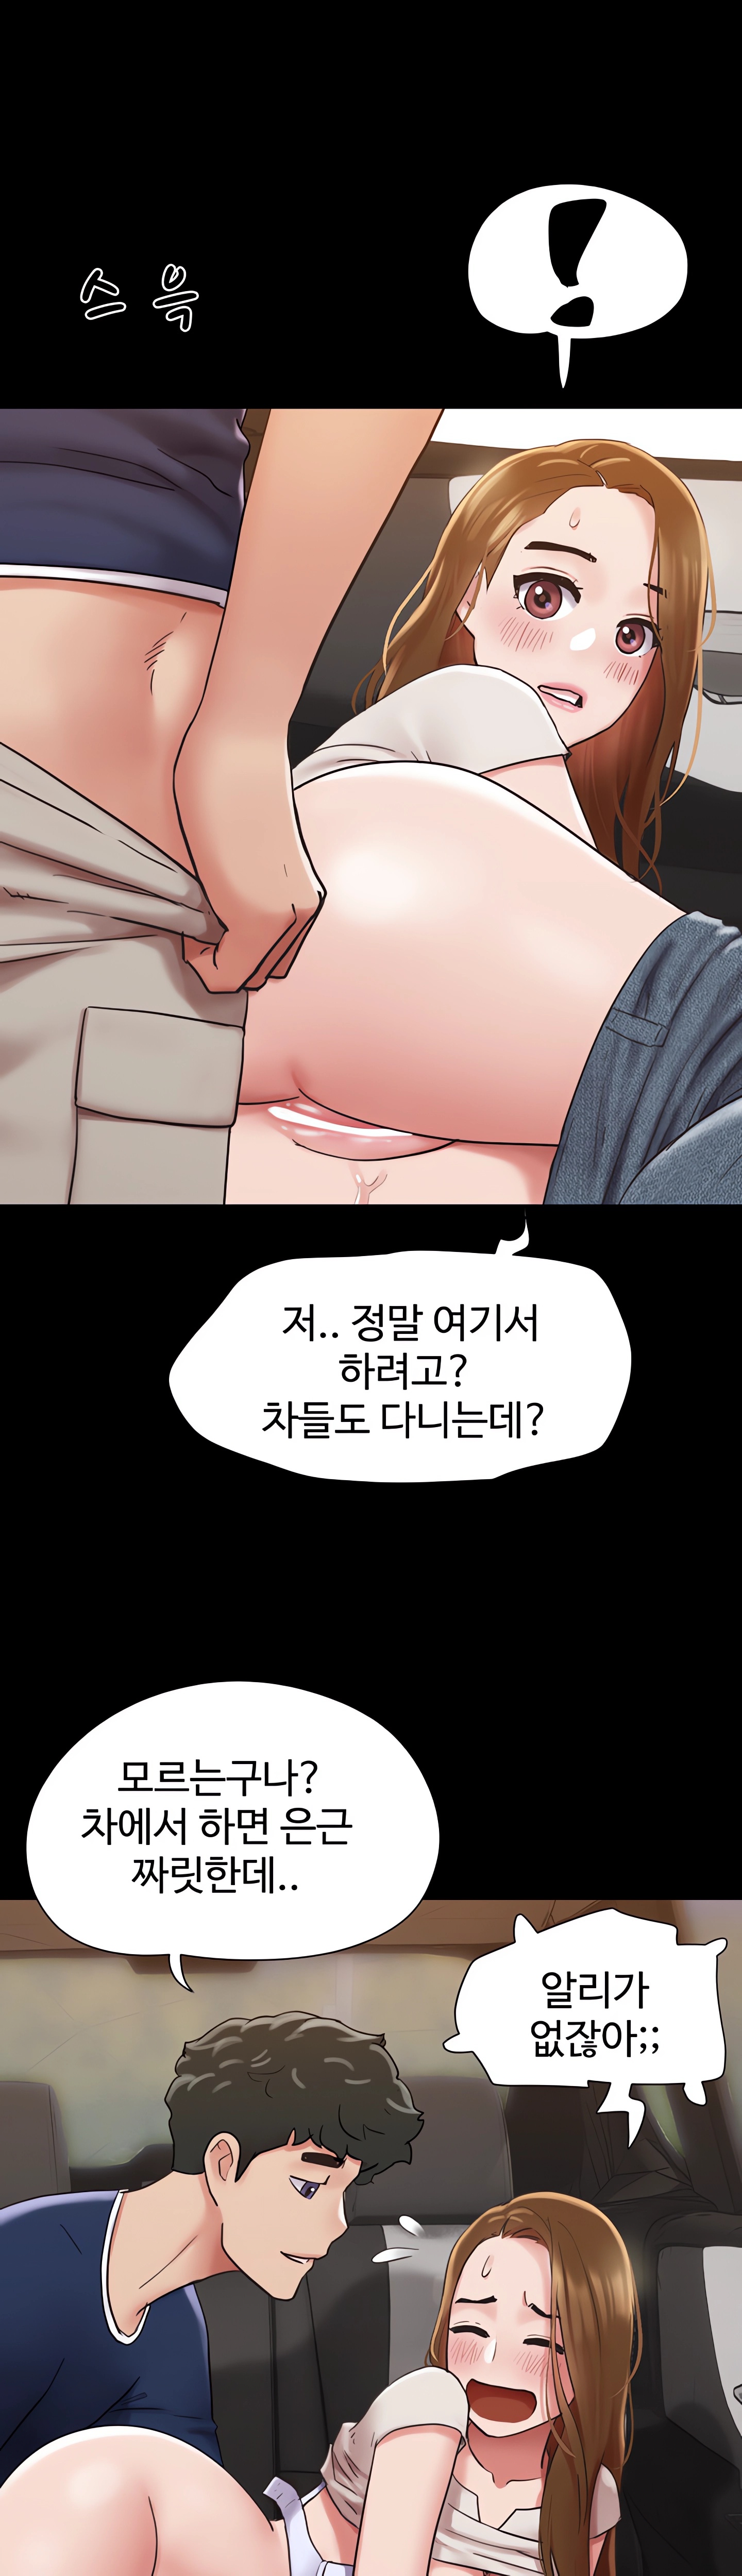 스윽
!
저.. 정말 여기서
하려고?
차들도 다니는데?
모르는구나?
차에서 하면 은근
짜릿한데..
알리가
없잖아;;